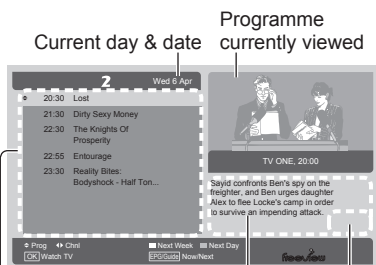 Programme
Current day & date currently viewed
2 Wed 6 Apr
20:30 Lost
21:30 Dirty Sexy Money
22:30 The Knights Of
Prosperity
22:55 Entourage
23:30 Reality Bites:
Bodyshock - Half Ton...
TV ONE, 20:00
Sayid confronts Ben's spy on the
freighter, and Ben urges daughter
Alex to flee Locke's camp in order
to survive an impending attack.
Prog Chnl Next Week Next Day
OK Watch TV EPG/Guide Now/Next
freeview